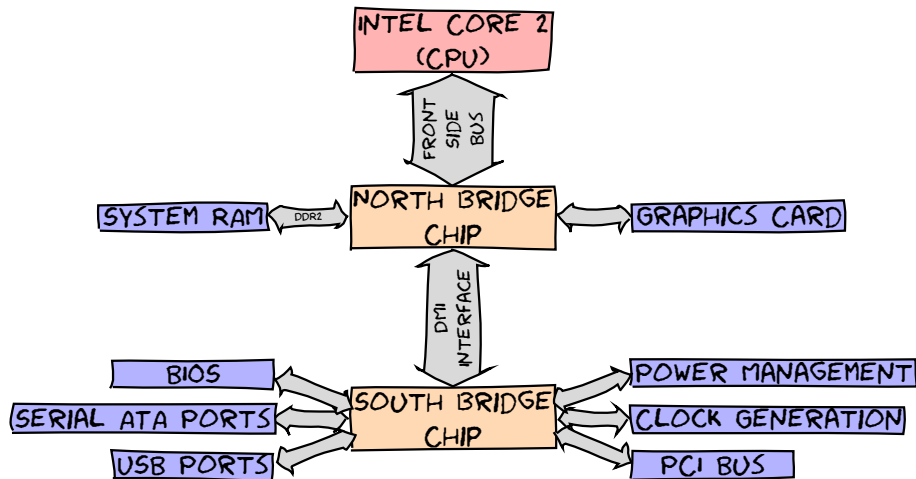 INTEL CORE 2
(CPU)
FRONT
SIDE
BUS
SYSTEM RAM
DDR2
NORTH BRIDGE
CHIP
GRAPHICS CARD
DMI
INTERFACE
BIOS
SERIAL ATA PORTS
USB PORTS
SOUTH BRIDGE
CHIP
POWER MANAGEMENT
CLOCK GENERATION
PCI BUS